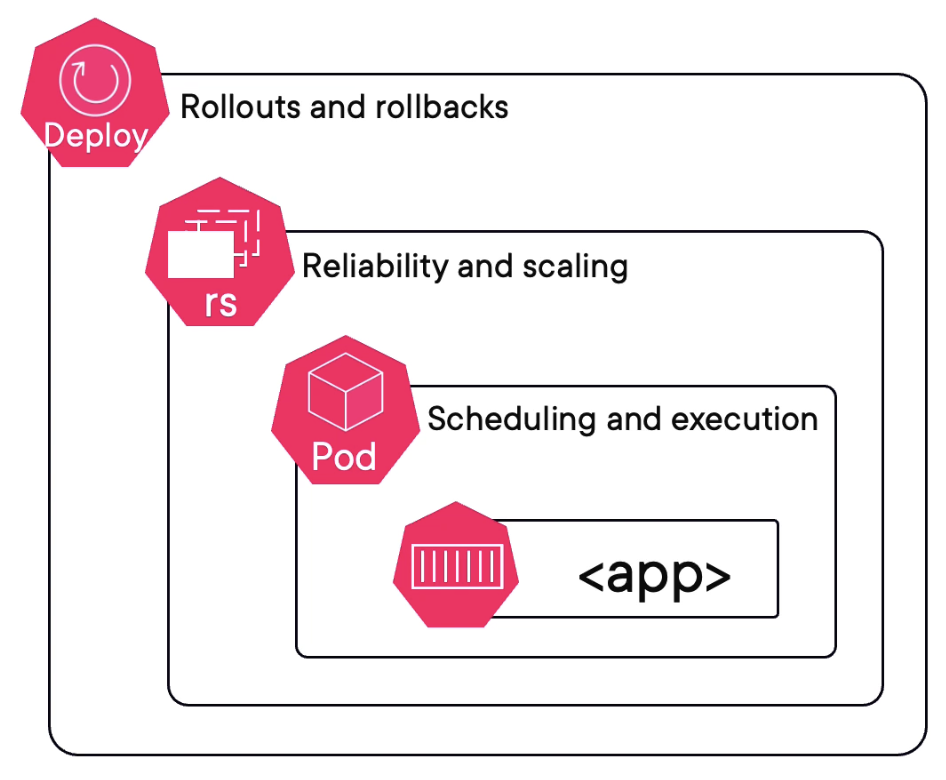 Deploy
Rollouts and rollbacks
rs
Reliability and scaling
Pod
Scheduling and execution
<app>